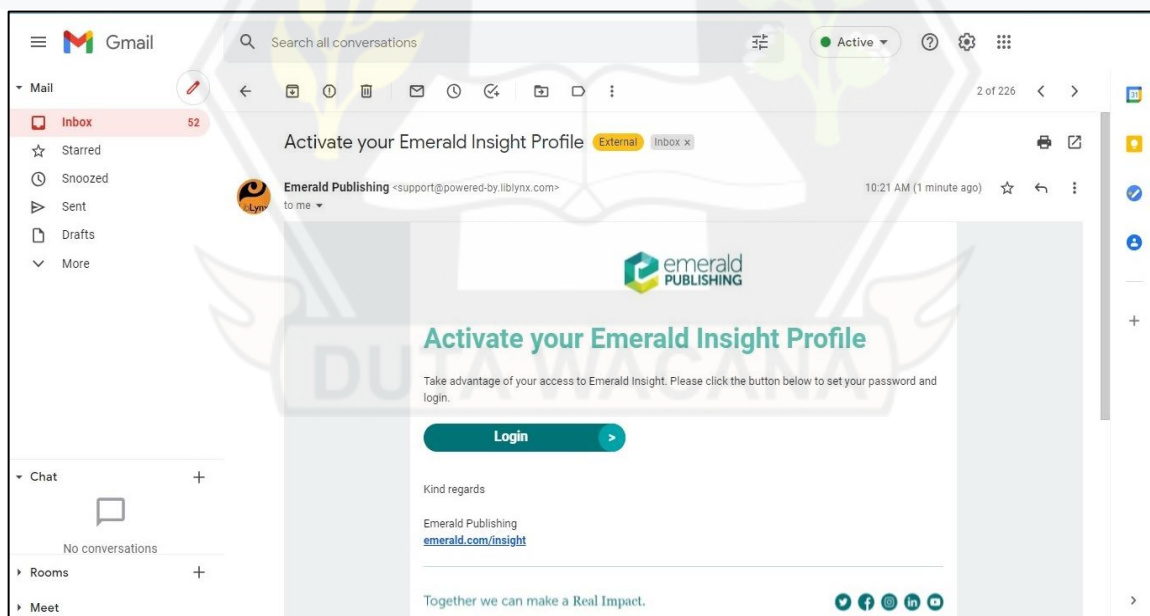 Gmail
Search all conversations
Active
Mail
2 of 226
Inbox 52
Activate your Emerald Insight Profile External Inbox x
Starred
Snoozed
Emerald Publishing <support@powered-by.liblynx.com> 10:21 AM (1 minute ago)
to me
Sent
Drafts
More
emerald
PUBLISHING
Activate your Emerald Insight Profile
DUTA WACANA
Take advantage of your access to Emerald Insight. Please click the button below to set your password and
login.
Login >
Chat
Kind regards
Emerald Publishing
emerald.com/insight
No conversations
Rooms
Together we can make a Real Impact.
Meet